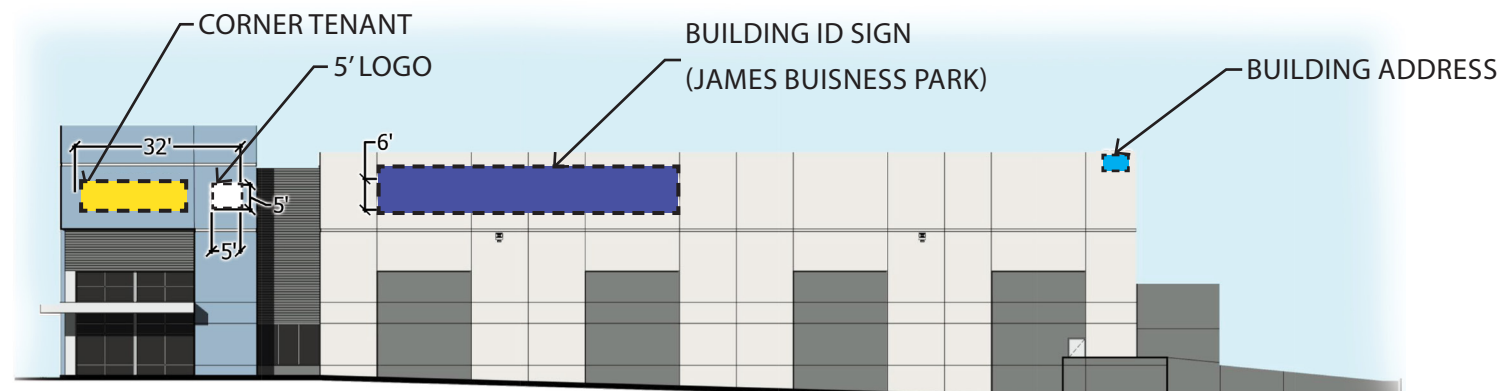 CORNER TENANT
5' LOGO
BUILDING ID SIGN
(JAMES BUISNESS PARK)
BUILDING ADDRESS
32'
6'
5'
5'